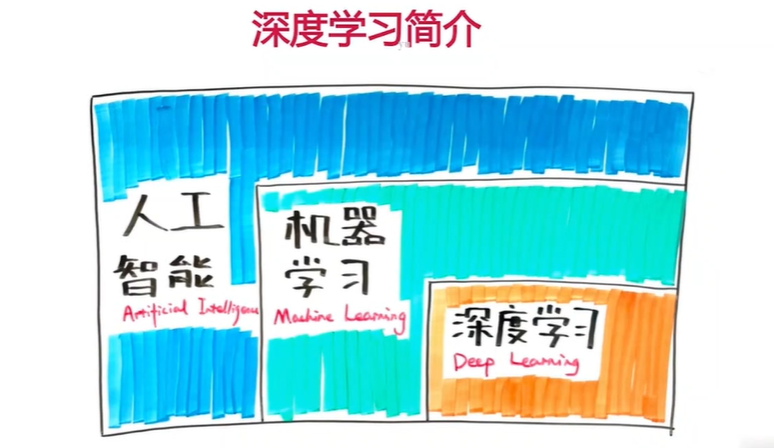 深度学习简介
人工
智能
Artificial Intelligence
机器
学习
Machine Learning
深度学习
Deep Learning